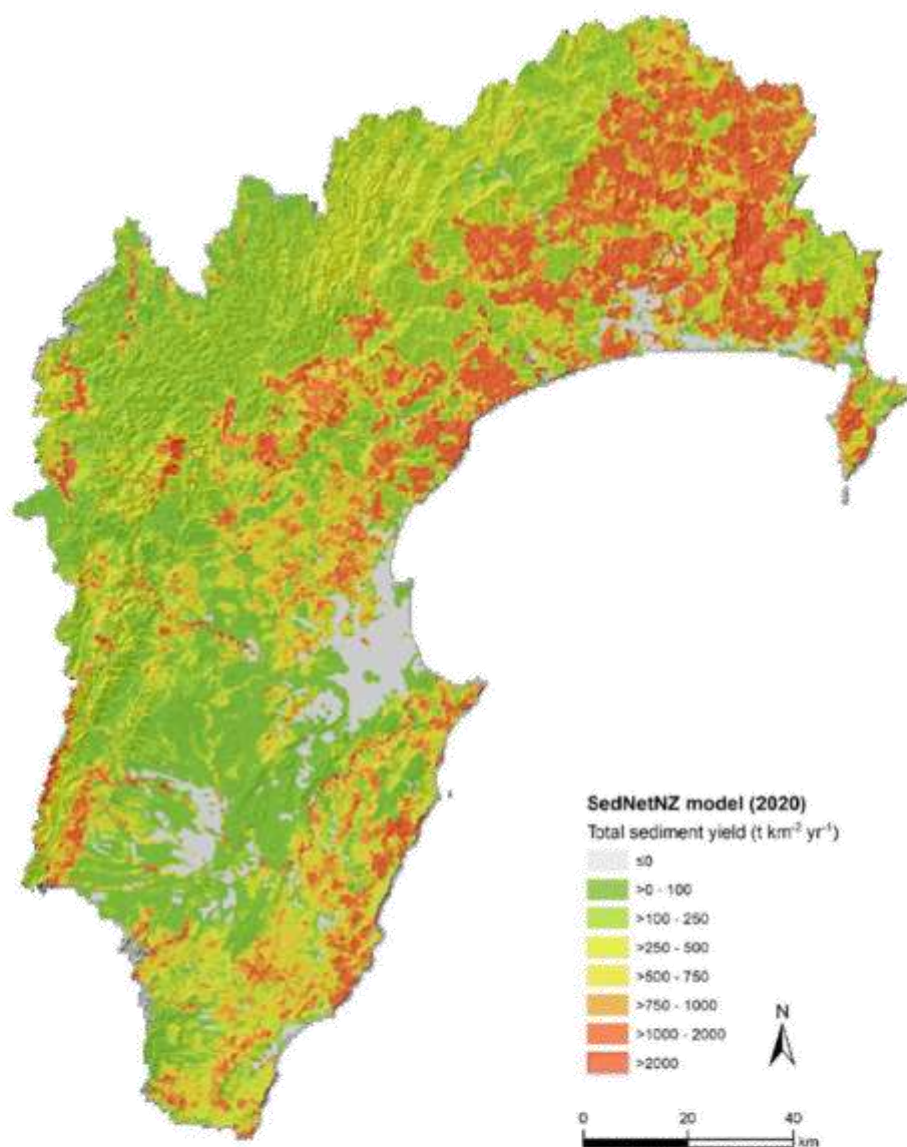 SedNetNZ model (2020)
Total sediment yield (t km⁻² yr⁻¹)
≤0
>0 - 100
>100 - 250
>250 - 500
>500 - 750
>750 - 1000
>1000 - 2000
>2000
N
0 20 40
km